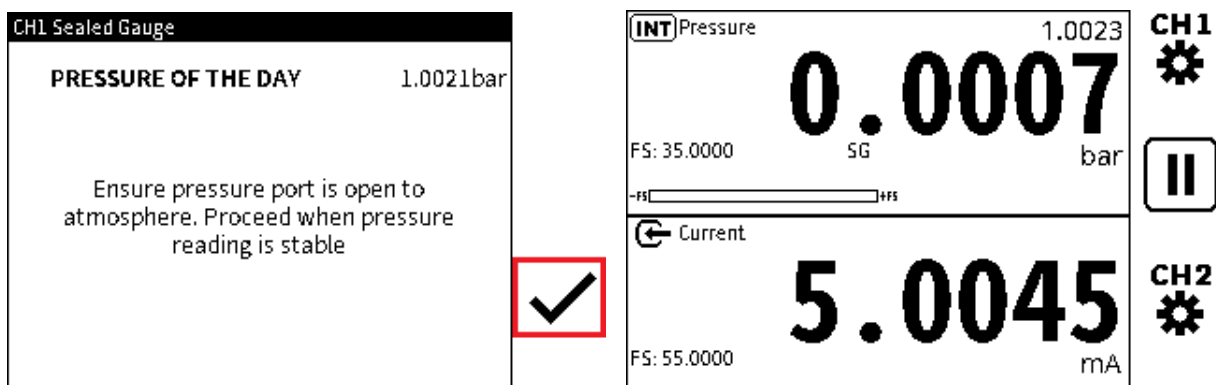 CH1 Sealed Gauge
PRESSURE OF THE DAY 1.0021bar
Ensure pressure port is open to
atmosphere. Proceed when pressure
reading is stable
INT Pressure 1.0023
CH1
0.0007
FS: 35.0000 SG bar
-FS +FS
Current
5.0045
CH2
FS: 55.0000 mA